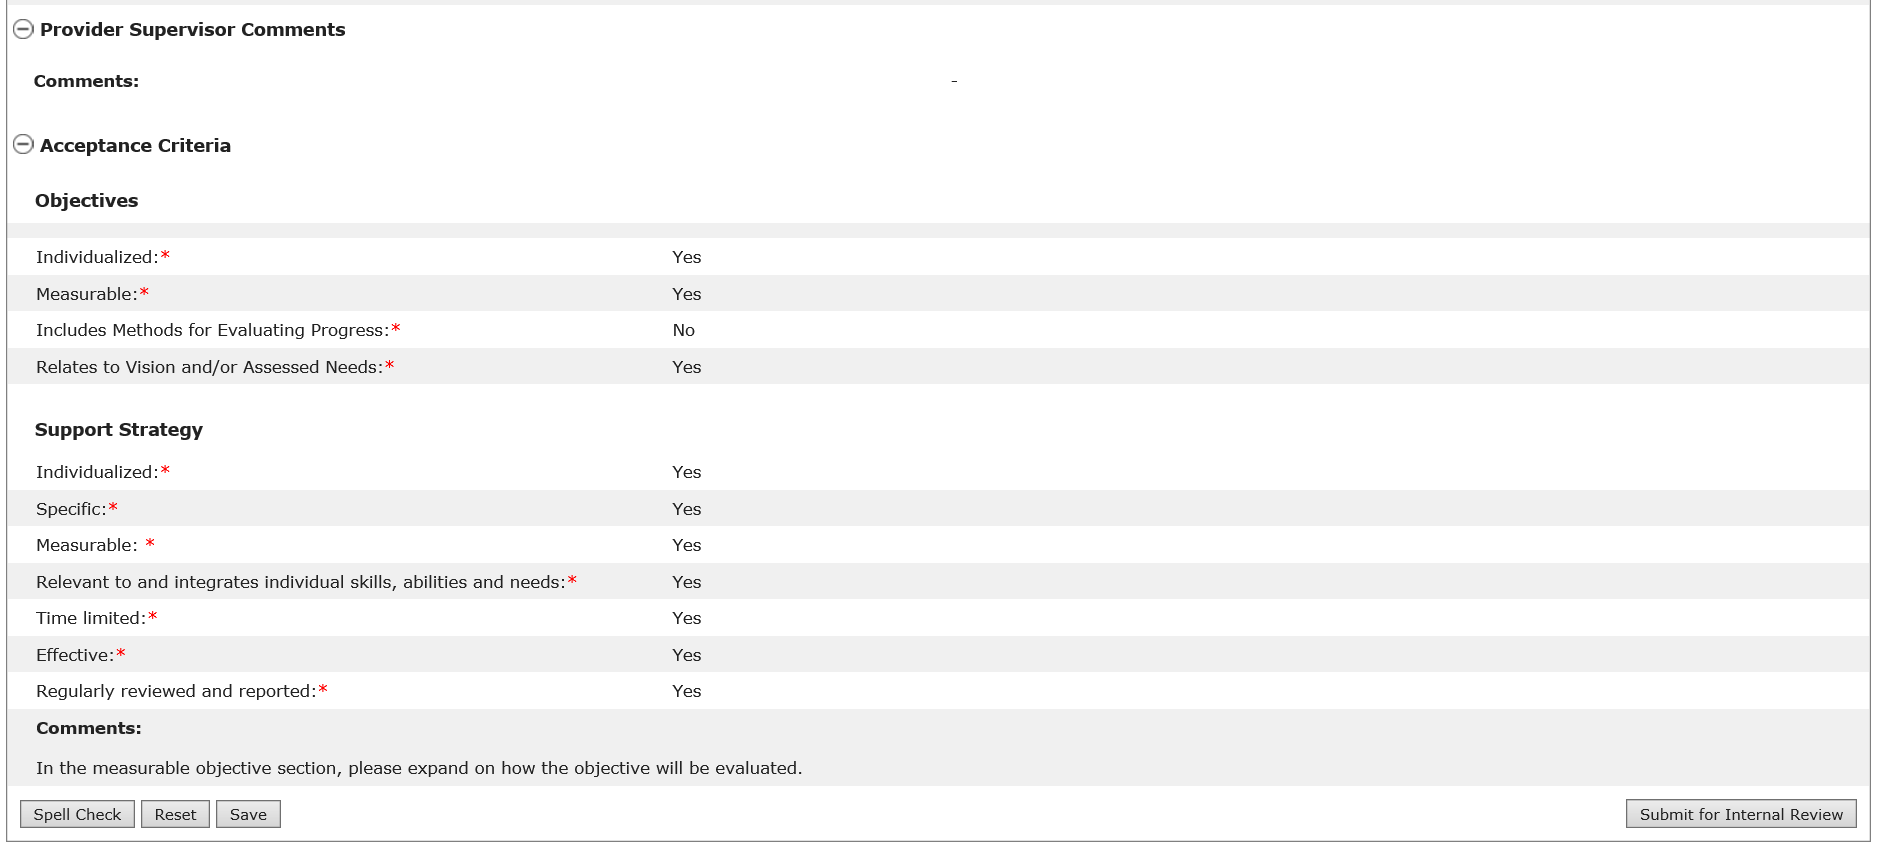 Provider Supervisor Comments
Comments: -
Acceptance Criteria
Objectives
Individualized:* Yes
Measurable:* Yes
Includes Methods for Evaluating Progress:* No
Relates to Vision and/or Assessed Needs:* Yes
Support Strategy
Individualized:* Yes
Specific:* Yes
Measurable: * Yes
Relevant to and integrates individual skills, abilities and needs:* Yes
Time limited:* Yes
Effective:* Yes
Regularly reviewed and reported:* Yes
Comments:
In the measurable objective section, please expand on how the objective will be evaluated.
Spell Check Reset Save Submit for Internal Review